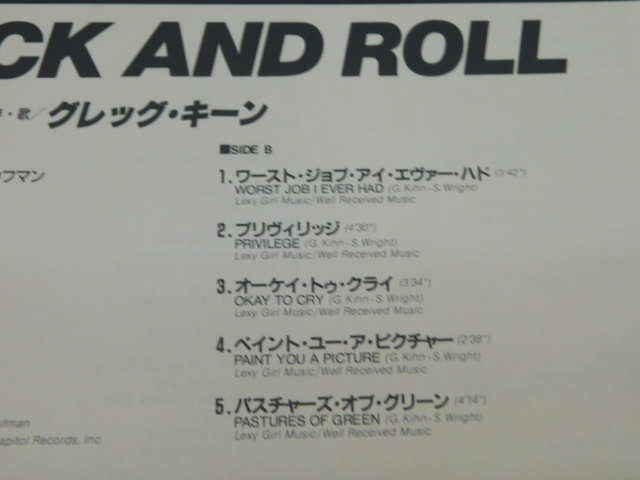 CK AND ROLL
・歌/グレッグ・キーン
フマン
■SIDE B
1.ワースト・ジョブ・アイ・エヴァー・ハド (3'42")
WORST JOB I EVER HAD (G. Kihn-S. Wright)
Lexy Girl Music/Well Received Music
2.プリヴィリッジ (4'30")
PRIVILEGE (G. Kihn-S. Wright)
Lexy Girl Music/Well Received Music
3.オーケイ・トゥ・クライ (3'34")
OKAY TO CRY (G. Kihn-S. Wright)
Lexy Girl Music/Well Received Music
4.ペイント・ユー・ア・ピクチャー (2'38")
PAINT YOU A PICTURE (G. Kihn-S. Wright)
Lexy Girl Music/Well Received Music
5.パスチャーズ・オブ・グリーン (4'14")
PASTURES OF GREEN (G. Kihn-S. Wright)
Lexy Girl Music/Well Received Music
ufman
apitol Records, Inc.